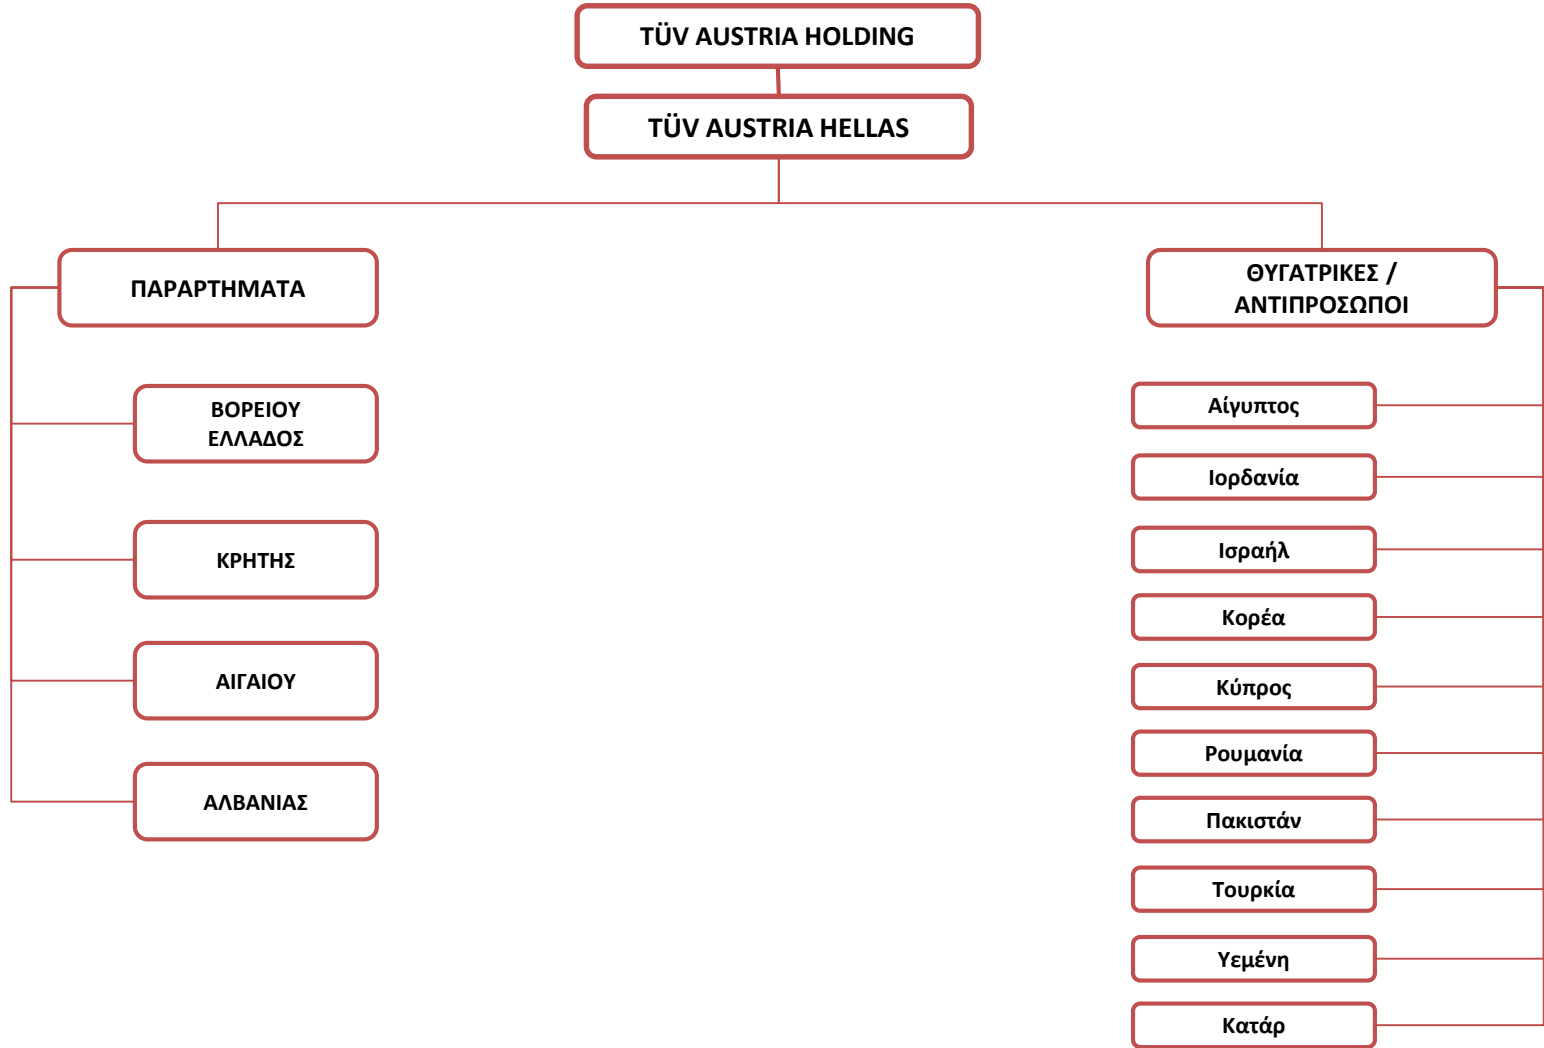 TÜV AUSTRIA HOLDING
TÜV AUSTRIA HELLAS
ΠΑΡΑΡΤΗΜΑΤΑ
ΒΟΡΕΙΟΥ
ΕΛΛΑΔΟΣ
ΚΡΗΤΗΣ
ΑΙΓΑΙΟΥ
ΑΛΒΑΝΙΑΣ
ΘΥΓΑΤΡΙΚΕΣ /
ΑΝΤΙΠΡΟΣΩΠΟΙ
Αίγυπτος
Ιορδανία
Ισραήλ
Κορέα
Κύπρος
Ρουμανία
Πακιστάν
Τουρκία
Υεμένη
Κατάρ